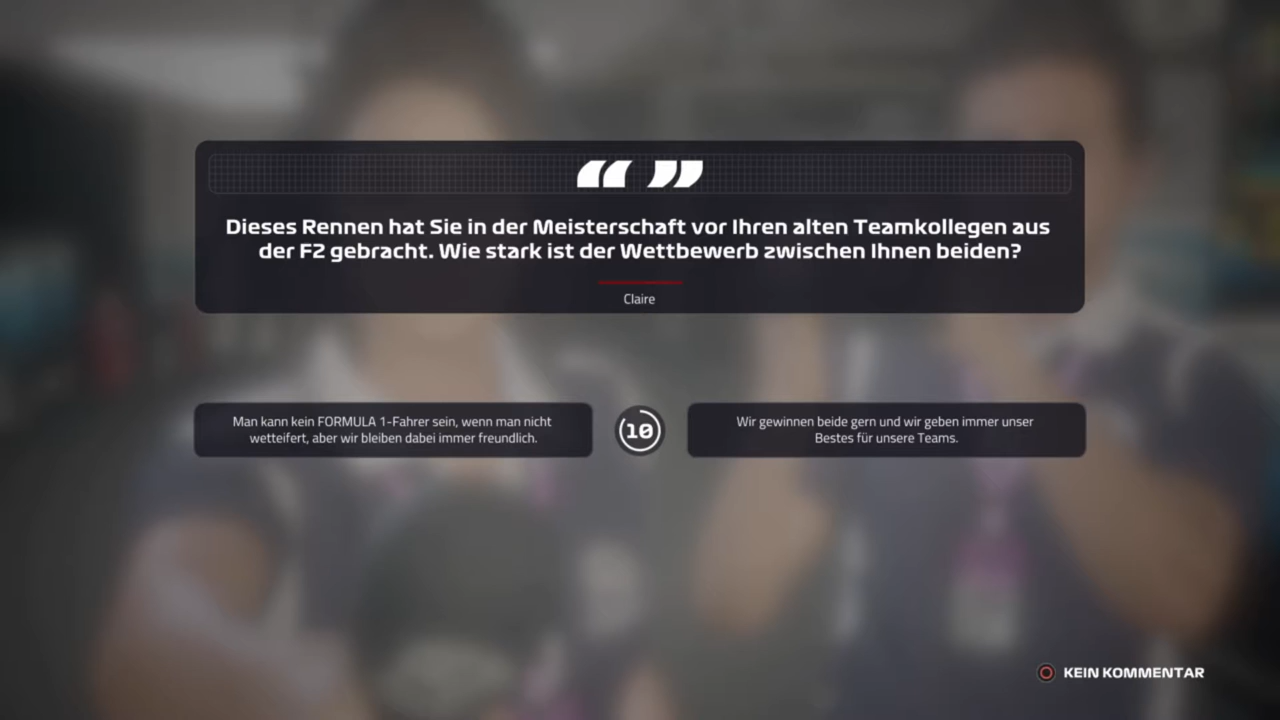 Dieses Rennen hat Sie in der Meisterschaft vor Ihren alten Teamkollegen aus
der F2 gebracht. Wie stark ist der Wettbewerb zwischen Ihnen beiden?
Claire
Man kann kein FORMULA 1-Fahrer sein, wenn man nicht
wetteifert, aber wir bleiben dabei immer freundlich.
10
Wir gewinnen beide gern und wir geben immer unser
Bestes für unsere Teams.
KEIN KOMMENTAR